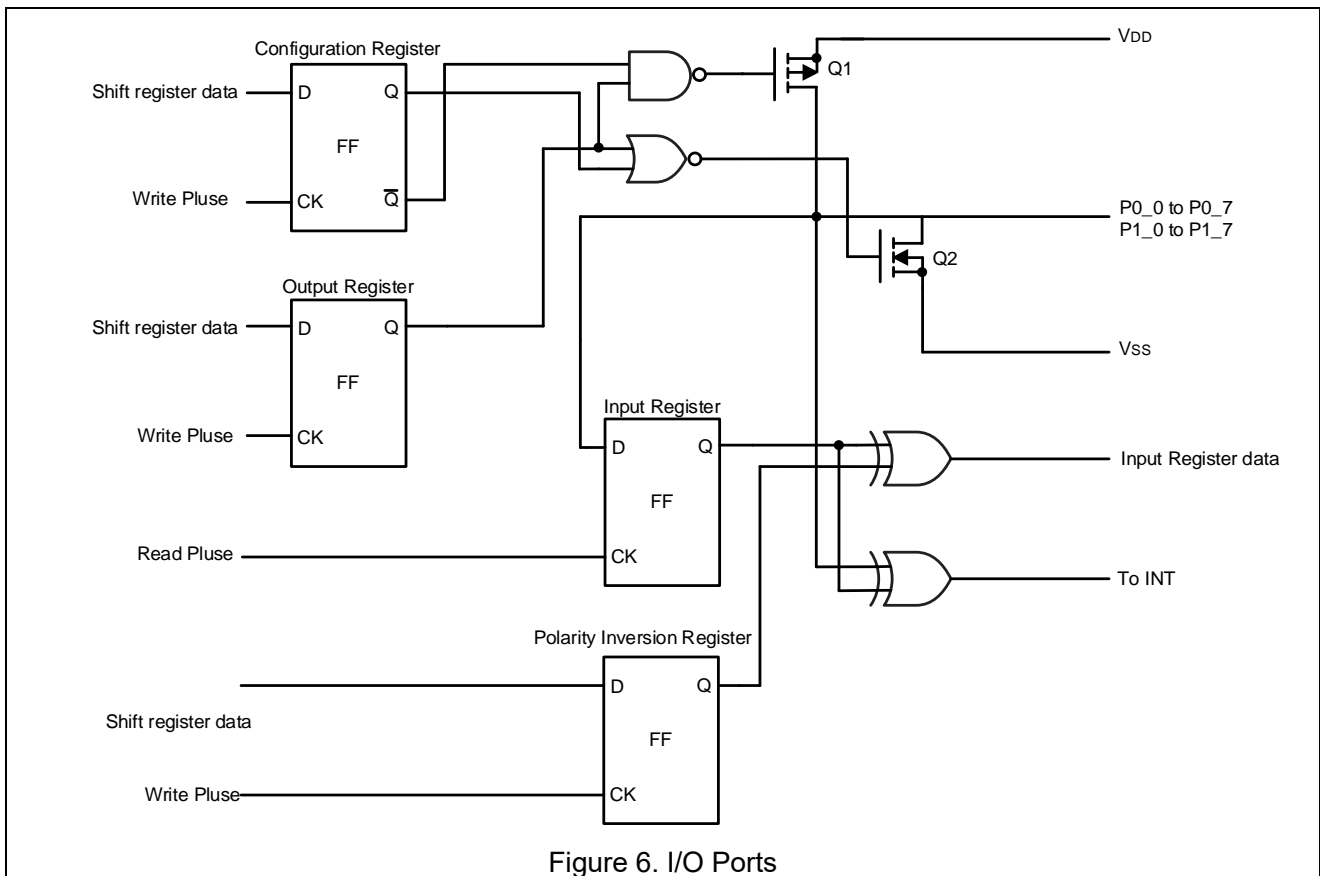 Configuration Register
Shift register data
D
Q
FF
Write Pluse
CK
Q̅
VDD
Q1
P0_0 to P0_7
P1_0 to P1_7
Q2
VSS
Output Register
Shift register data
D
Q
FF
Write Pluse
CK
Input Register
D
Q
FF
Read Pluse
CK
Input Register data
To INT
Polarity Inversion Register
D
Q
Shift register data
FF
Write Pluse
CK
Figure 6. I/O Ports